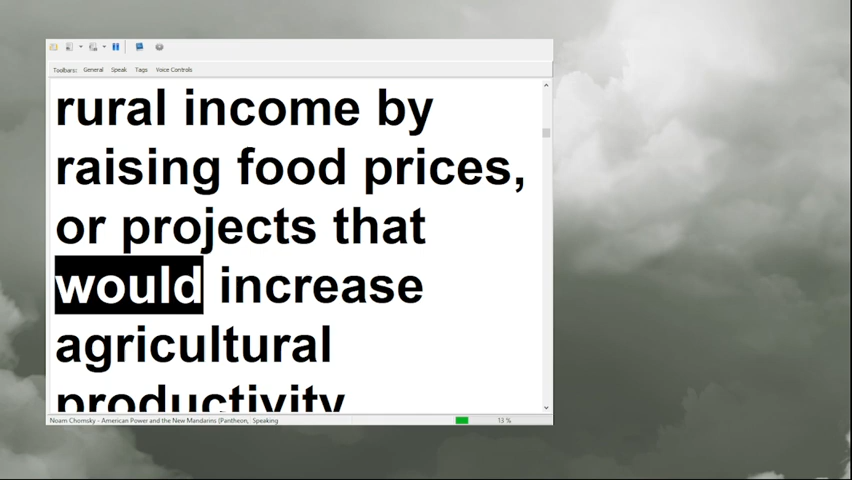 Toolbars: General Speak Tags Voice Controls
rural income by
raising food prices,
or projects that
would increase
agricultural
productivity
Noam Chomsky - American Power and the New Mandarins (Pantheon, Speaking 13 %